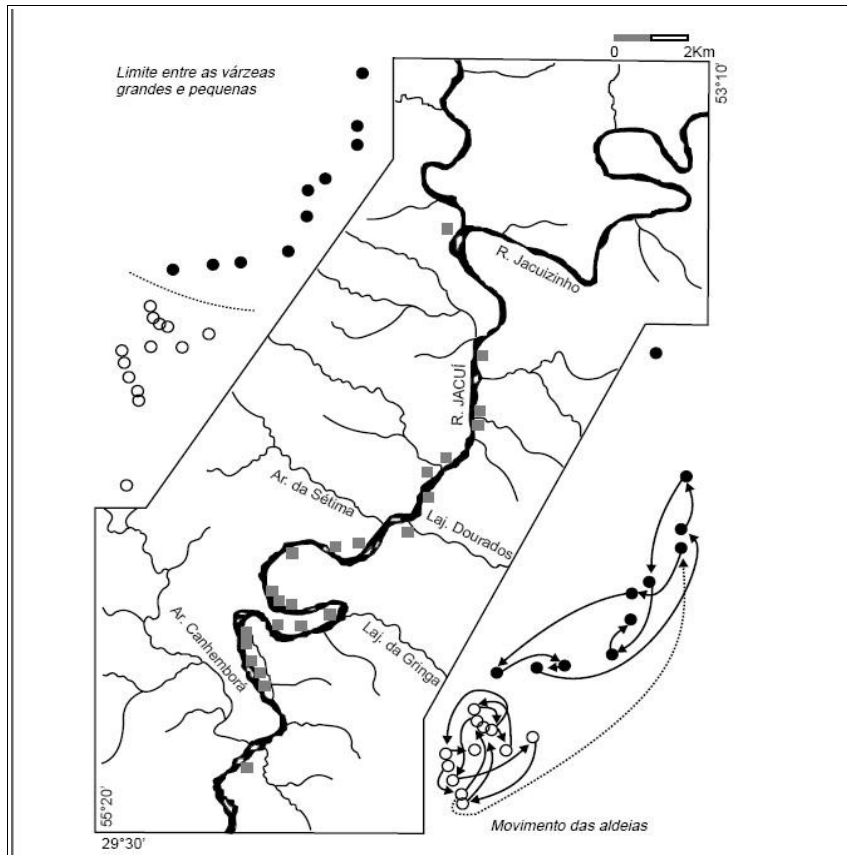 0 2Km
Limite entre as várzeas
grandes e pequenas
53°10'
R. Jacuizinho
R. JACUÍ
Ar. da Sétima
Laj. Dourados
Ar. Canhemborá
Laj. da Gringa
55°20'
29°30'
Movimento das aldeias